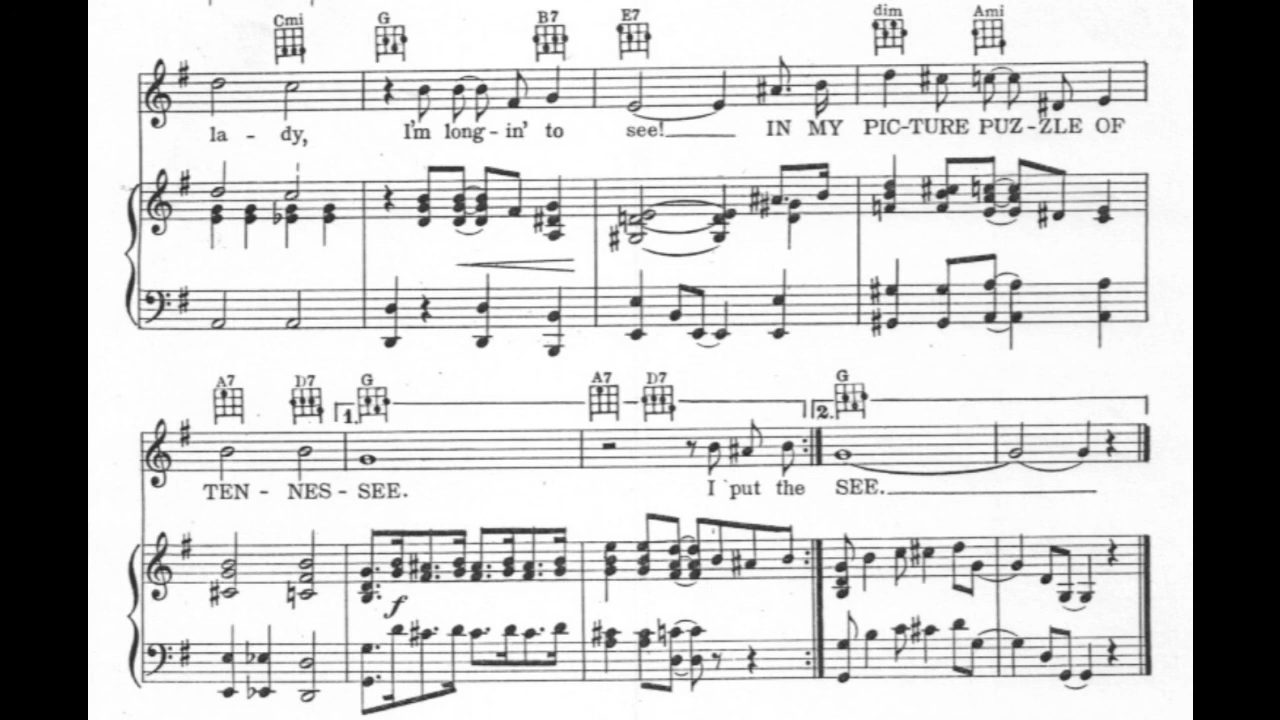 Cmi G B7 E7 dim Ami
la - dy, I'm long - in' to see! IN MY PIC-TURE PUZ-ZLE OF
A7 D7 G A7 D7 G
1. 2.
TEN - NES - SEE. I put the SEE.
f